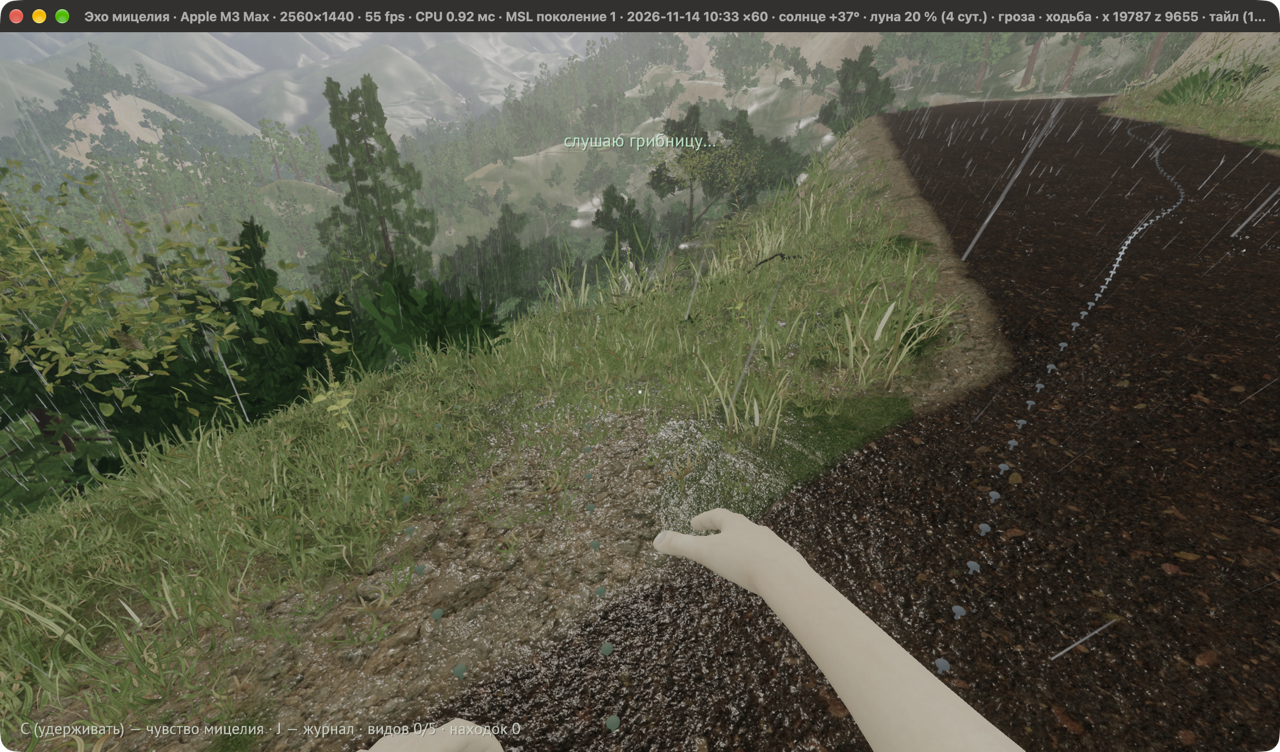 Эхо мицелия · Apple M3 Max · 2560×1440 · 55 fps · CPU 0.92 мс · MSL поколение 1 · 2026-11-14 10:33 ×60 · солнце +37° · луна 20 % (4 сут.) · гроза · ходьба · x 19787 z 9655 · тайл (1...
слушаю грибницу...
C (удерживать) — чувство мицелия · J — журнал · видов 0/5 · находок 0